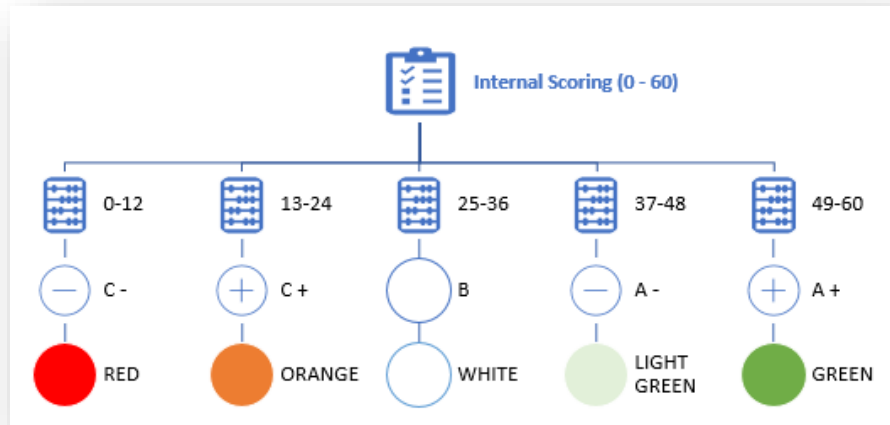 Internal Scoring (0 - 60)
0-12
13-24
25-36
37-48
49-60
C -
C +
B
A -
A +
RED
ORANGE
WHITE
LIGHT
GREEN
GREEN